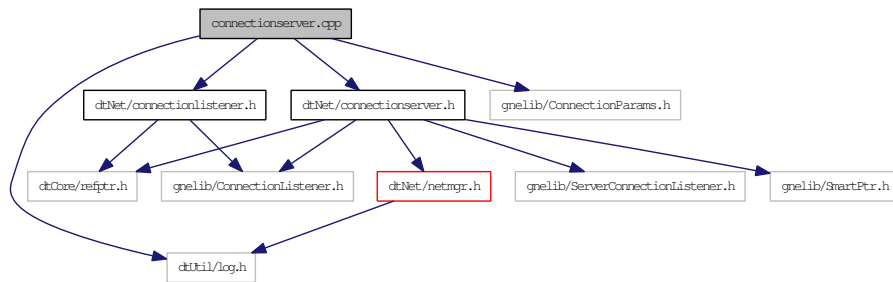 connectionserver.cpp
dtNet/connectionlistener.h
dtNet/connectionserver.h
gnelib/ConnectionParams.h
dtCore/refptr.h
gnelib/ConnectionListener.h
dtNet/netmgr.h
gnelib/ServerConnectionListener.h
gnelib/SmartPtr.h
dtUtil/log.h